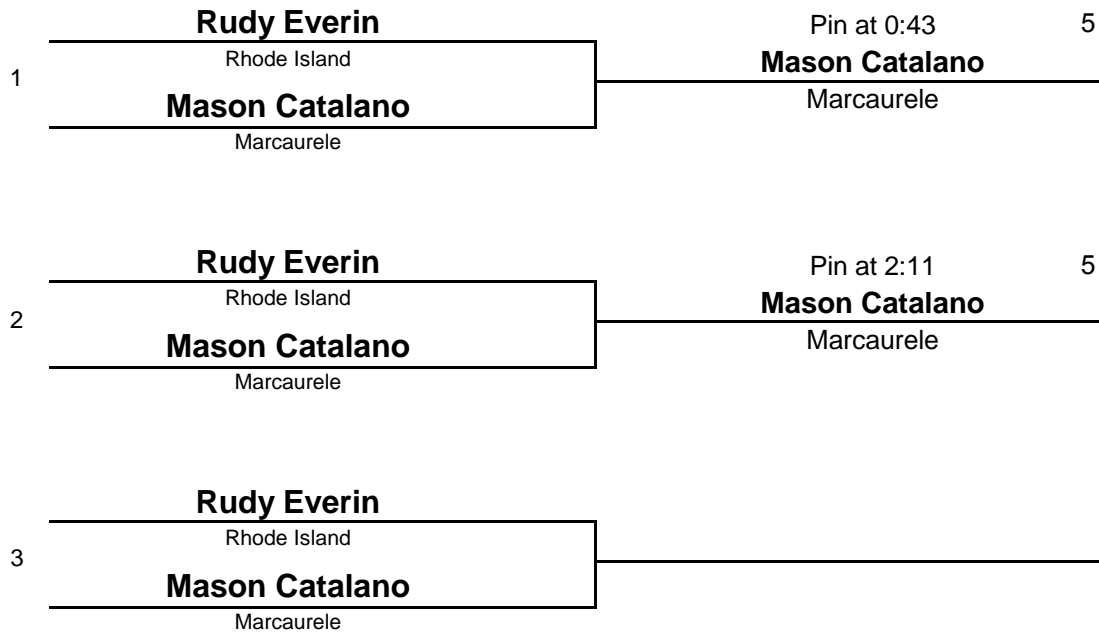 Rudy Everin
Rhode Island
1
Mason Catalano
Marcaurele
Pin at 0:43 5
Mason Catalano
Marcaurele
Rudy Everin
Rhode Island
2
Mason Catalano
Marcaurele
Pin at 2:11 5
Mason Catalano
Marcaurele
Rudy Everin
Rhode Island
3
Mason Catalano
Marcaurele